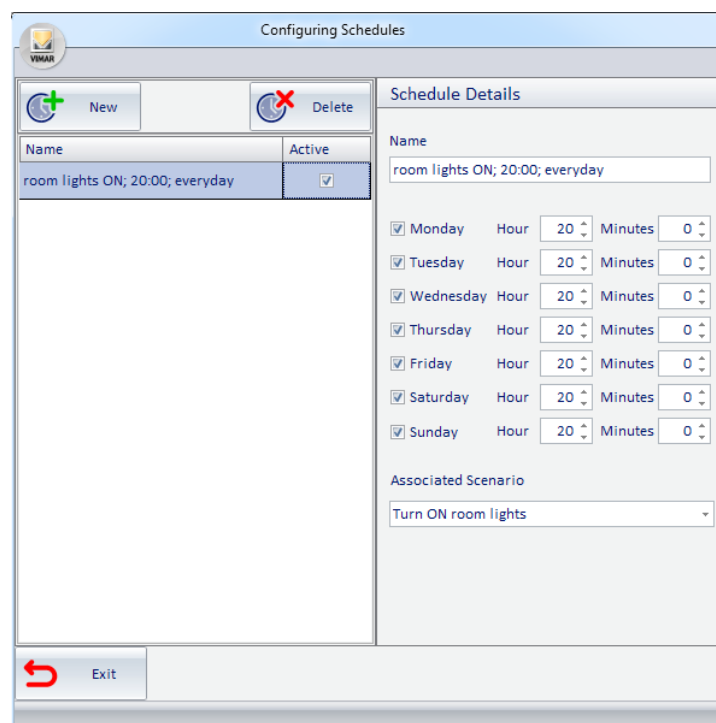 Configuring Schedules
VIMAR
New
Delete
Name Active
room lights ON; 20:00; everyday
Schedule Details
Name
room lights ON; 20:00; everyday
Monday Hour 20 Minutes 0
Tuesday Hour 20 Minutes 0
Wednesday Hour 20 Minutes 0
Thursday Hour 20 Minutes 0
Friday Hour 20 Minutes 0
Saturday Hour 20 Minutes 0
Sunday Hour 20 Minutes 0
Associated Scenario
Turn ON room lights
Exit